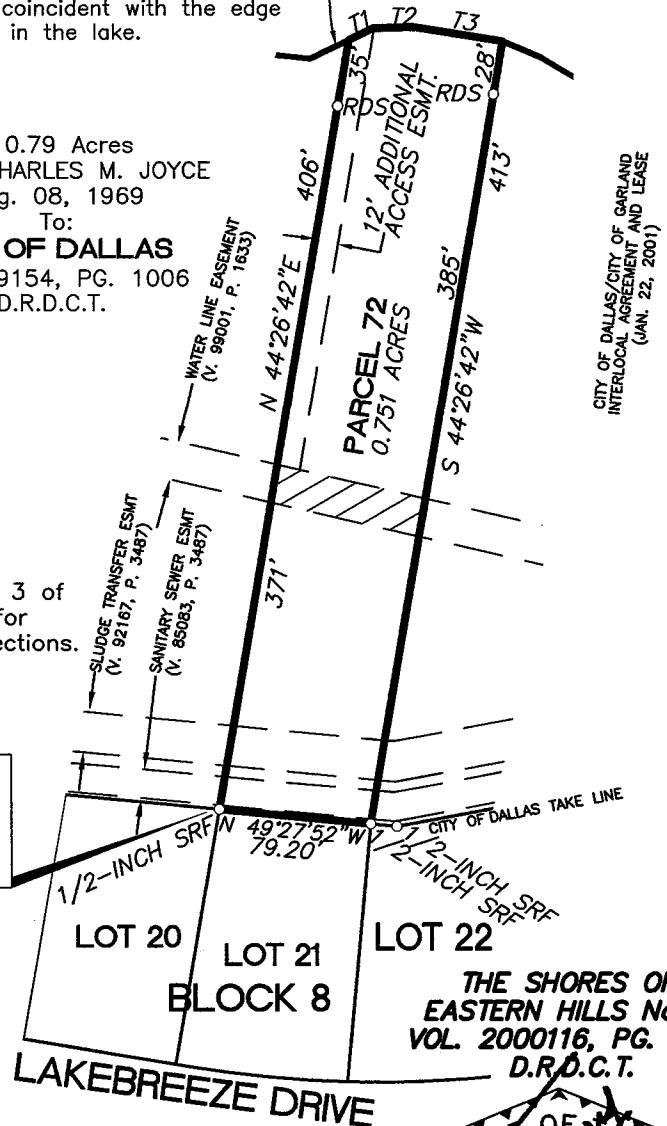 coincident with the edge
in the lake.
T1 T2 T3
35'
28'
RDS
RDS
0.79 Acres
HARLES M. JOYCE
g. 08, 1969
To:
OF DALLAS
9154, PG. 1006
D.R.D.C.T.
406'
413'
12' ADDITIONAL
ACCESS ESMT.
WATER LINE EASEMENT
(V. 99001, P. 1633)
N 44°26'42"E
385'
S 44°26'42"W
PARCEL 72
0.751 ACRES
CITY OF DALLAS/CITY OF GARLAND
INTERLOCAL AGREEMENT AND LEASE
(JAN. 22, 2001)
371'
3 of
for
ections.
SLUDGE TRANSFER ESMT
(V. 92167, P. 3487)
SANITARY SEWER ESMT
(V. 85083, P. 3487)
N 49°27'52"W
79.20'
CITY OF DALLAS TAKE LINE
1/2-INCH SRF
1/2-INCH SRF
1/2-INCH SRF
LOT 20
LOT 21
LOT 22
BLOCK 8
THE SHORES OF
EASTERN HILLS No
VOL. 2000116, PG.
D.R.D.C.T.
LAKEBREEZE DRIVE
OF